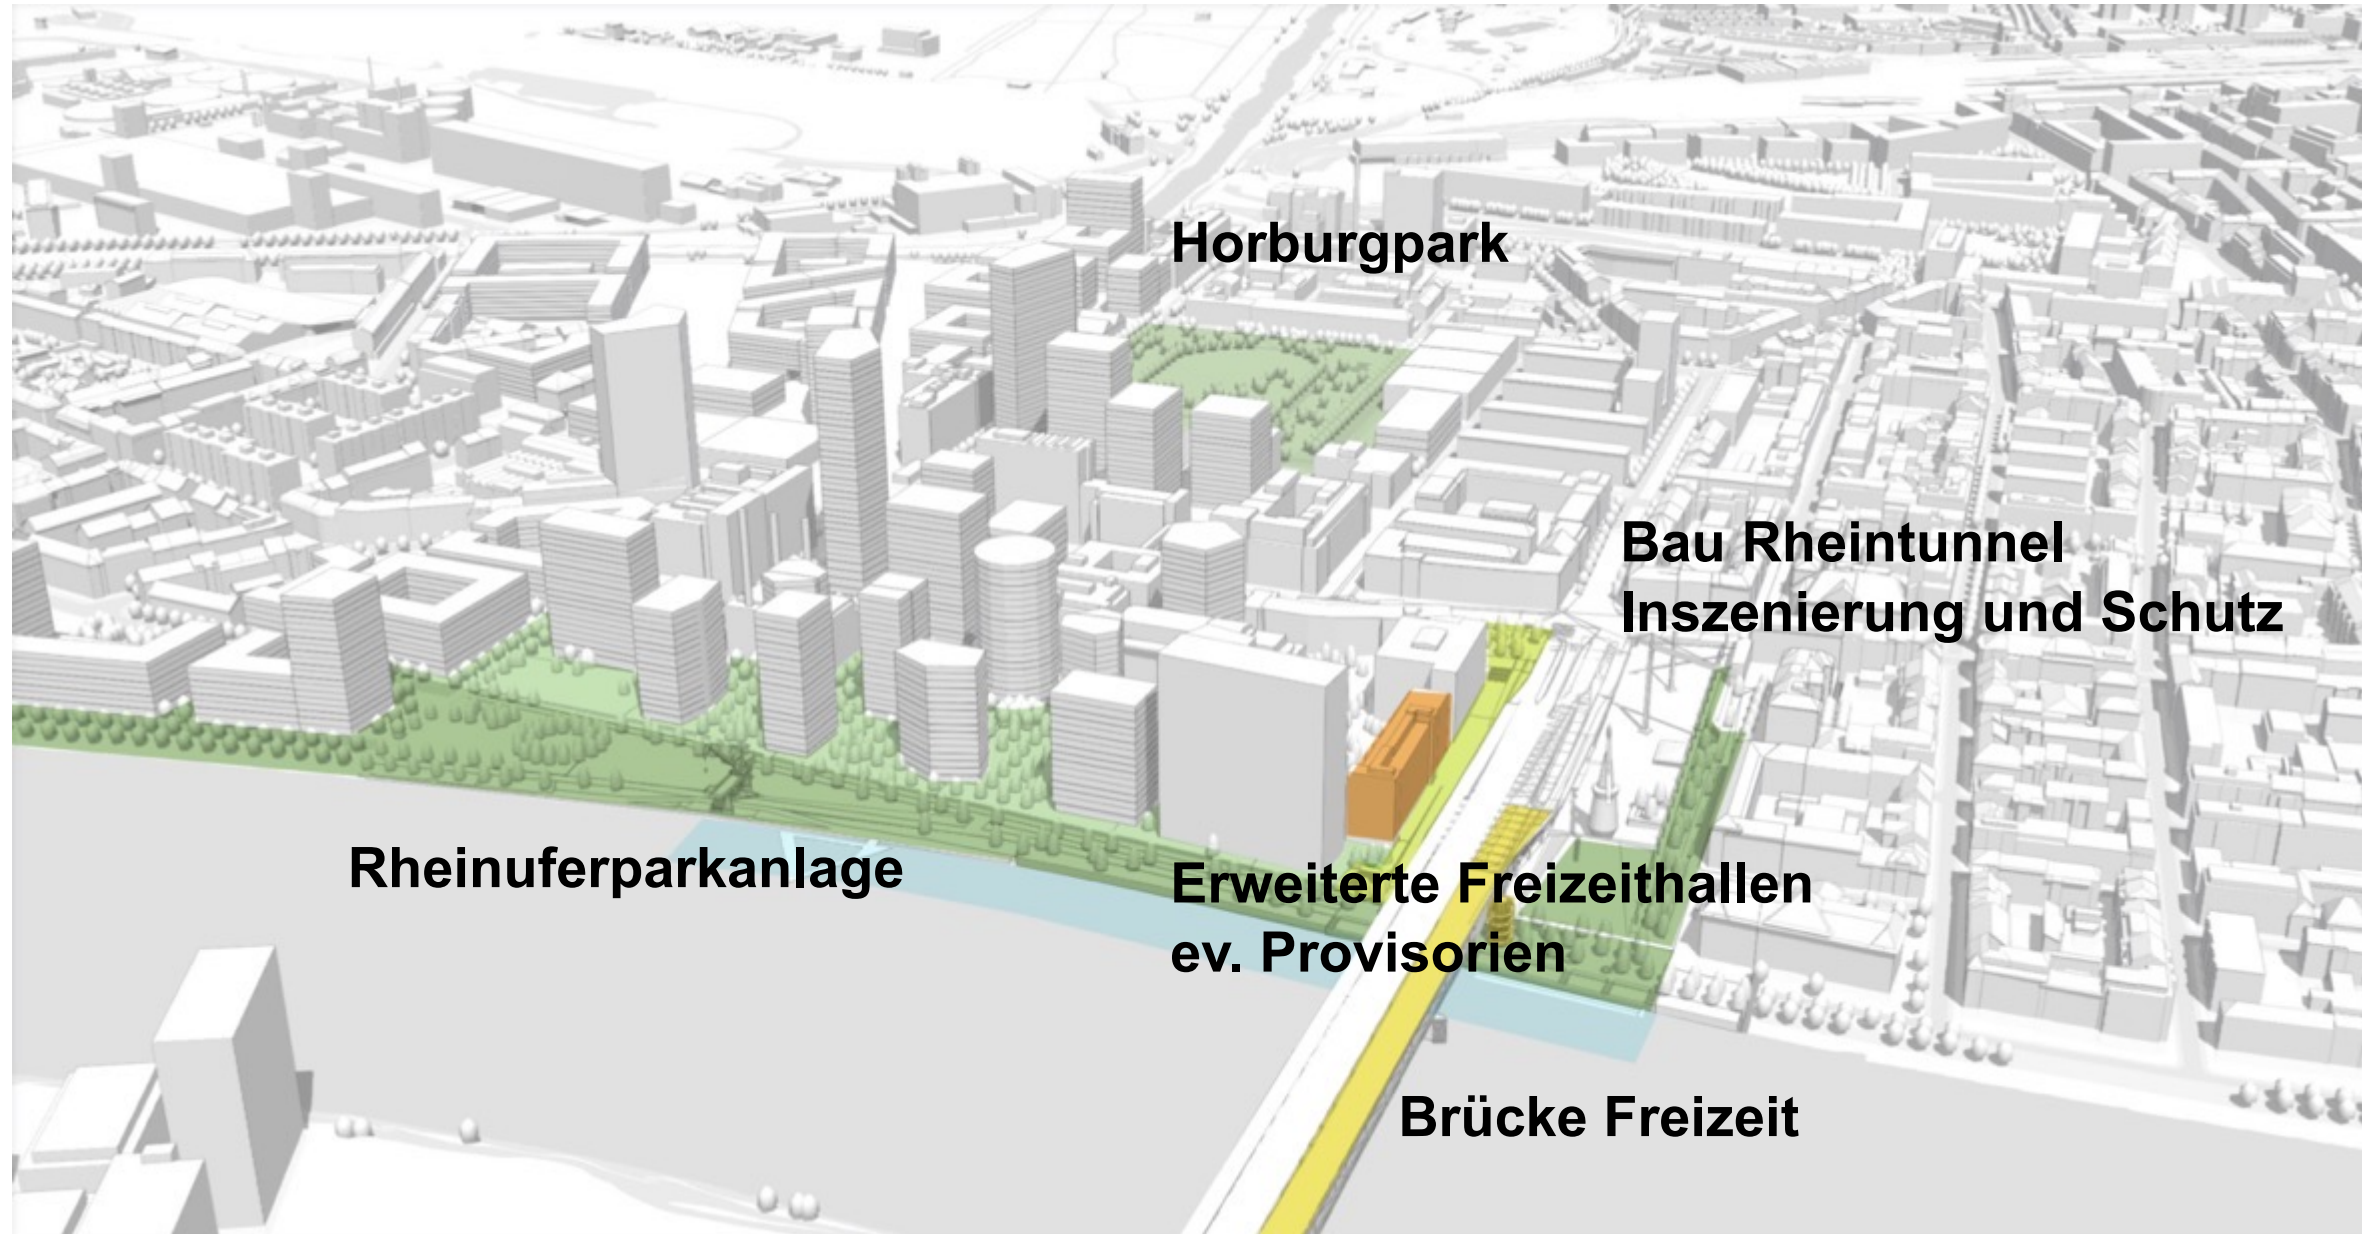 Horburgpark
Bau Rheintunnel
Inszenierung und Schutz
Rheinuferparkanlage
Erweiterte Freizeithallen
ev. Provisorien
Brücke Freizeit